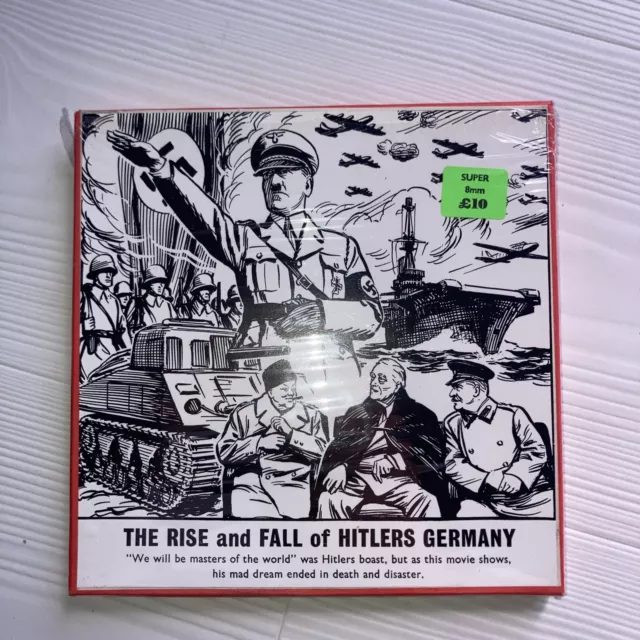 SUPER
8mm
£10
THE RISE and FALL of HITLERS GERMANY
"We will be masters of the world" was Hitlers boast, but as this movie shows,
his mad dream ended in death and disaster.